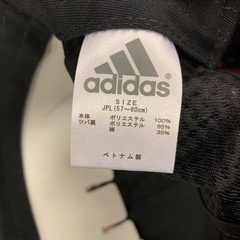 adidas
SIZE
JPL(57〜60cm)
本体 ポリエステル 100%
ツバ裏 ポリエステル 65%
綿 35%
ベトナム製